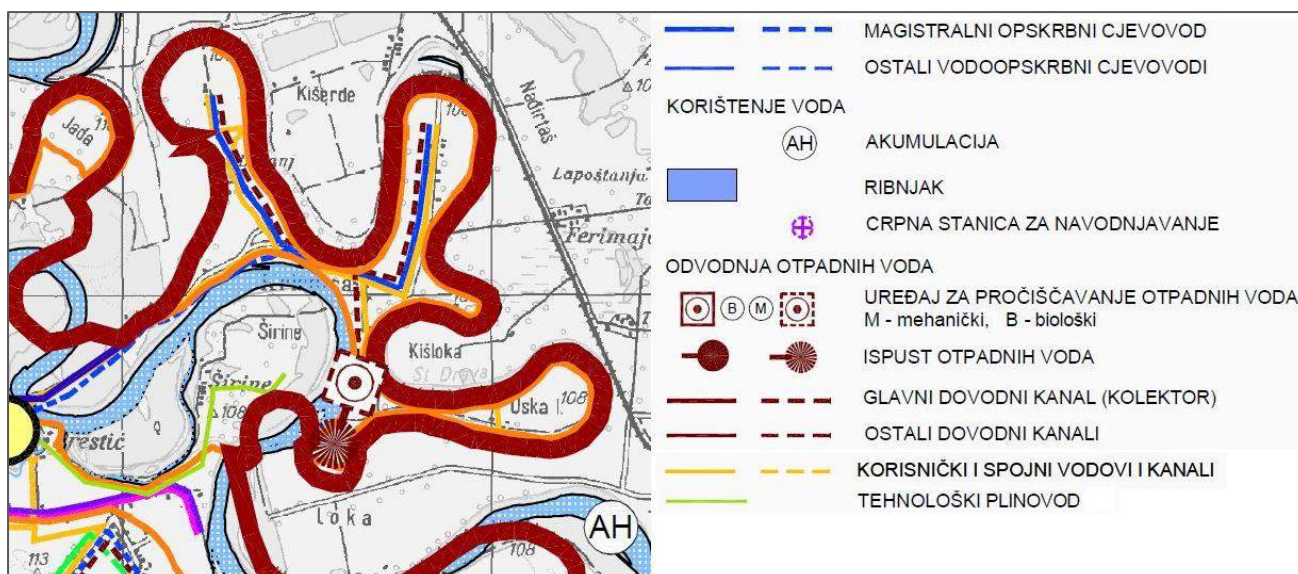 Kišerde
Nađirtaš
Jada
Lapoštanja
Ferimaje
Širine
Kišloka
St. Drava
Širine
108
Uska l.
108
Brestić
Loka
AH
108
113
MAGISTRALNI OPSKRBNI CJEVOVOD
OSTALI VODOOPSKRBNI CJEVOVODI
KORIŠTENJE VODA
AH AKUMULACIJA
RIBNJAK
CRPNA STANICA ZA NAVODNJAVANJE
ODVODNJA OTPADNIH VODA
B M UREĐAJ ZA PROČIŠČAVANJE OTPADNIH VODA
M - mehanički, B - biološki
ISPUST OTPADNIH VODA
GLAVNI DOVODNI KANAL (KOLEKTOR)
OSTALI DOVODNI KANALI
KORISNIČKI I SPOJNI VODOVI I KANALI
TEHNOLOŠKI PLINOVOD